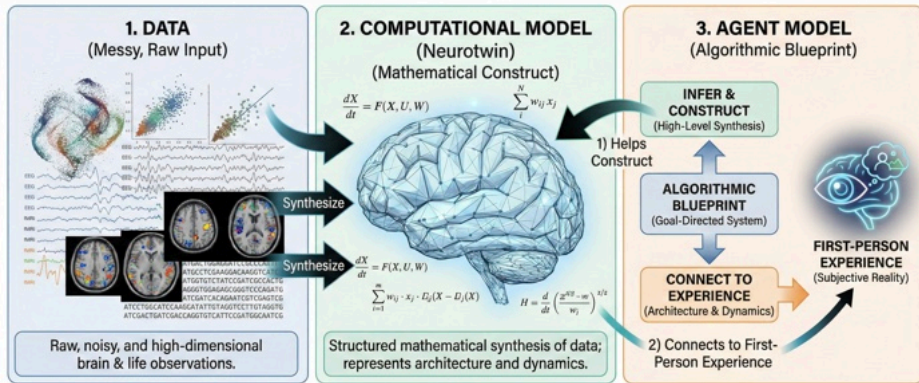 1. DATA
(Messy, Raw Input)
Synthesize
Synthesize
Raw, noisy, and high-dimensional
brain & life observations.
2. COMPUTATIONAL MODEL
(Neurotwin)
(Mathematical Construct)
dX/dt = F(X, U, W)
dX/dt = F(X, U, W)
Structured mathematical synthesis of data;
represents architecture and dynamics.
3. AGENT MODEL
(Algorithmic Blueprint)
INFER &
CONSTRUCT
(High-Level Synthesis)
1) Helps
Construct
ALGORITHMIC
BLUEPRINT
(Goal-Directed System)
FIRST-PERSON
EXPERIENCE
(Subjective Reality)
CONNECT TO
EXPERIENCE
(Architecture & Dynamics)
2) Connects to First-
Person Experience